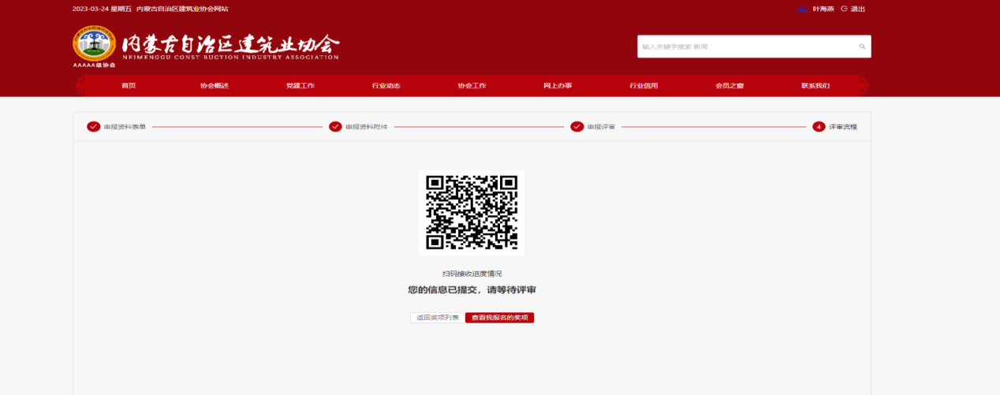 2023-03-24 星期五 内蒙古自治区建筑业协会网站
叶海燕 退出
内蒙古自治区建筑业协会
NEIMENGGU CONST RUCTION INDUSTRY ASSOCIATION
AAAAA级协会
输入关键字搜索 新闻
首页 协会概述 党建工作 行业动态 协会工作 网上办事 行业信用 会员之窗 联系我们
申报资料表单 申报资料附件 申报评审 4 评审流程
扫码接收进度情况
您的信息已提交，请等待评审
返回奖项列表 查看我报名的奖项